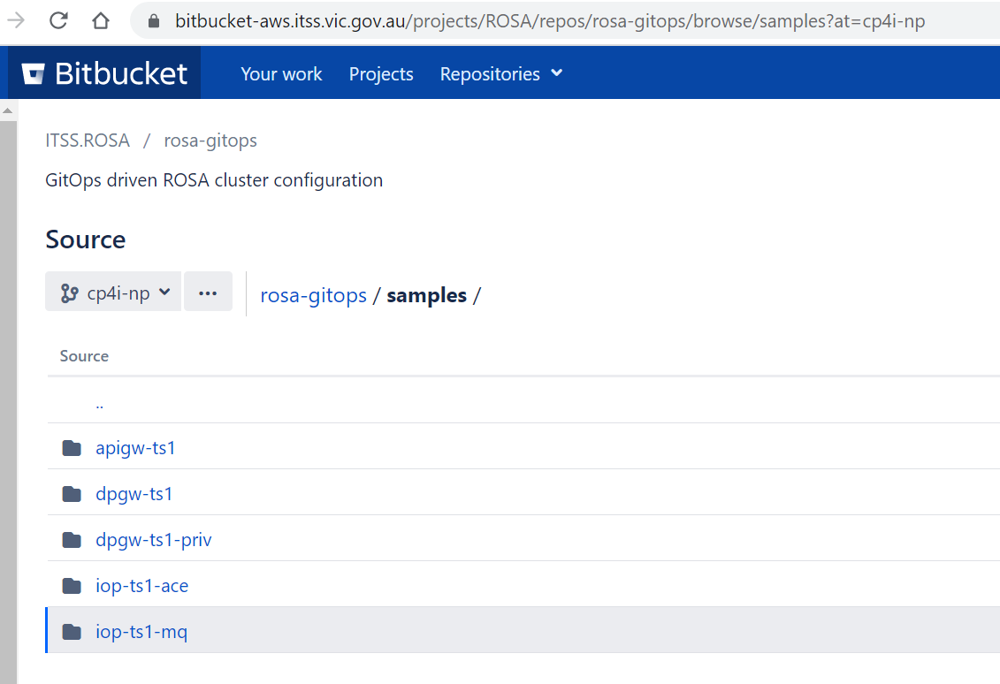 bitbucket-aws.itss.vic.gov.au/projects/ROSA/repos/rosa-gitops/browse/samples?at=cp4i-np
Bitbucket Your work Projects Repositories
ITSS.ROSA / rosa-gitops
GitOps driven ROSA cluster configuration
Source
cp4i-np ··· rosa-gitops / samples /
Source
..
apigw-ts1
dpgw-ts1
dpgw-ts1-priv
iop-ts1-ace
iop-ts1-mq